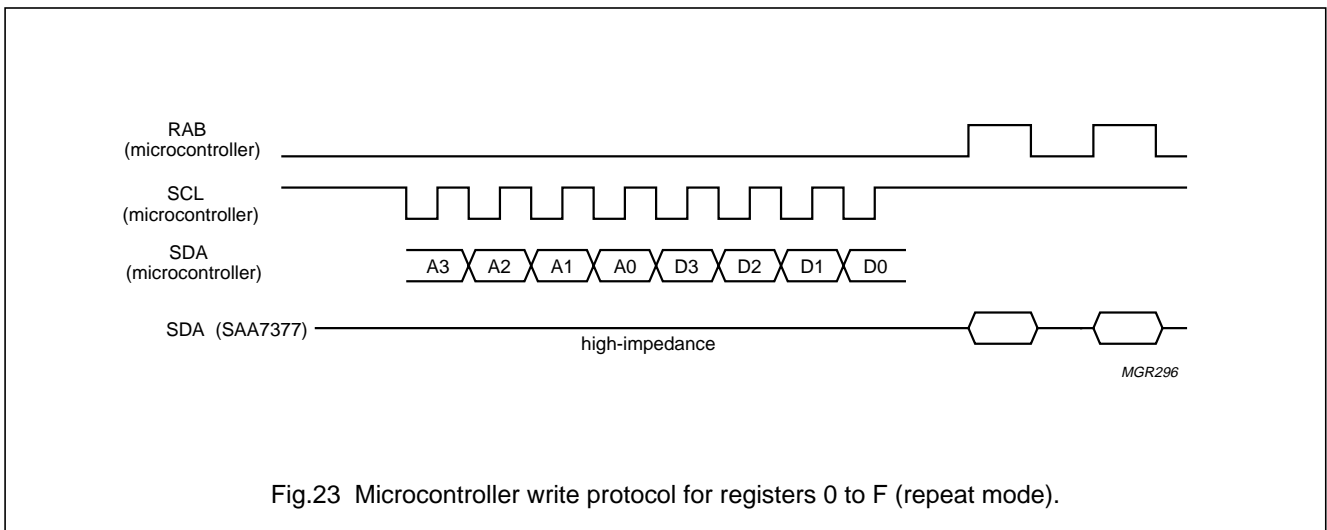 RAB
(microcontroller)
SCL
(microcontroller)
SDA
(microcontroller)
A3 A2 A1 A0 D3 D2 D1 D0
SDA (SAA7377)
high-impedance
MGR296
Fig.23 Microcontroller write protocol for registers 0 to F (repeat mode).